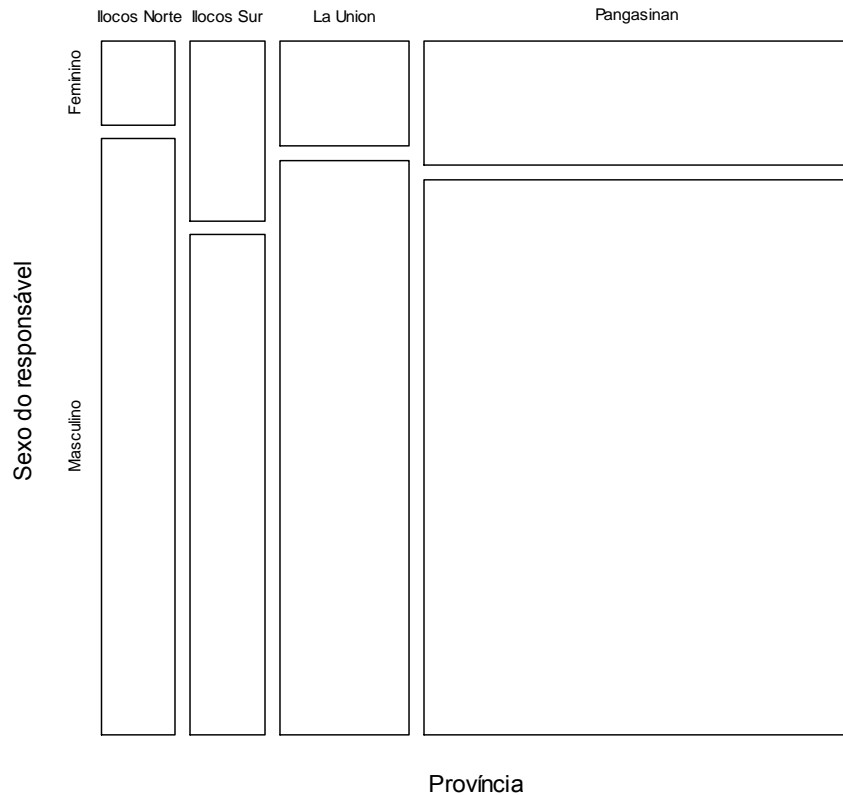 Ilocos Norte Ilocos Sur La Union Pangasinan
Feminino
Masculino
Sexo do responsável
Província